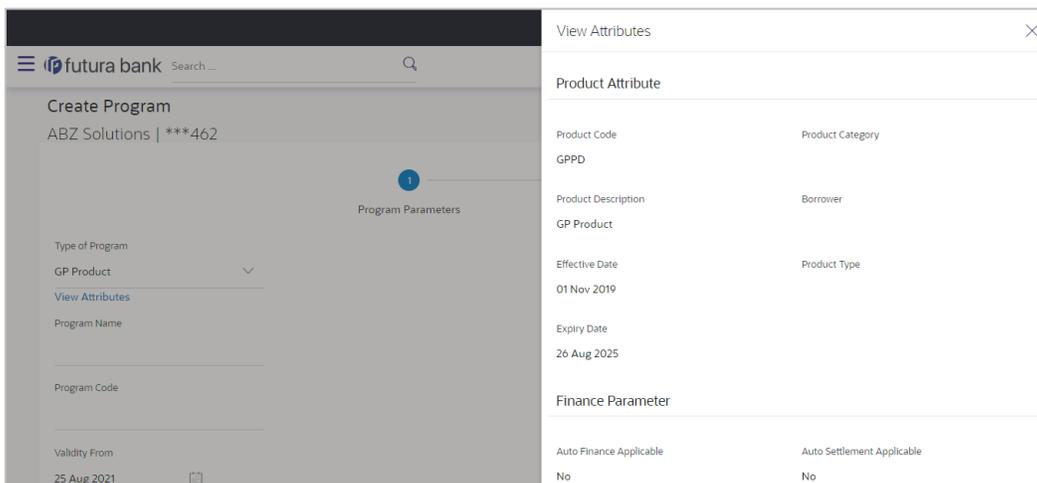 View Attributes
futura bank Search ...
Create Program
ABZ Solutions | ***462
1
Program Parameters
Type of Program
GP Product
View Attributes
Program Name
Program Code
Validity From
25 Aug 2021
Product Attribute
Product Code Product Category
GPPD
Product Description Borrower
GP Product
Effective Date Product Type
01 Nov 2019
Expiry Date
26 Aug 2025
Finance Parameter
Auto Finance Applicable Auto Settlement Applicable
No No